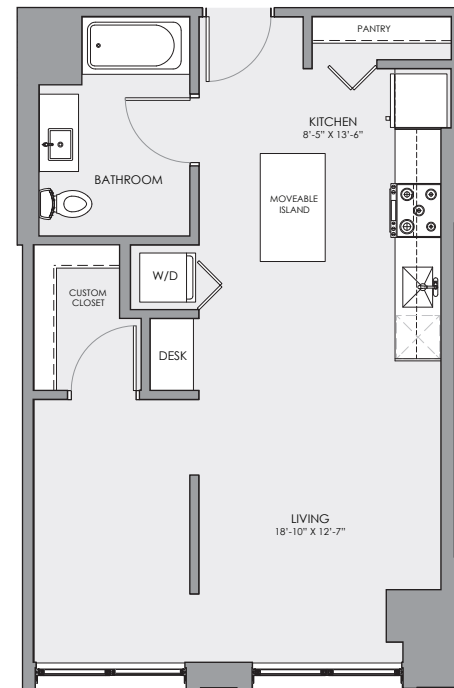 PANTRY
KITCHEN
8'-5" X 13'-6"
BATHROOM
MOVEABLE
ISLAND
W/D
CUSTOM
CLOSET
DESK
LIVING
18'-10" X 12'-7"